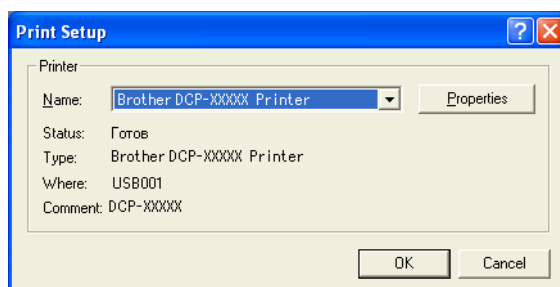 Print Setup
Printer
Name: Brother DCP-XXXXX Printer Properties
Status: Готов
Type: Brother DCP-XXXXX Printer
Where: USB001
Comment: DCP-XXXXX
OK Cancel